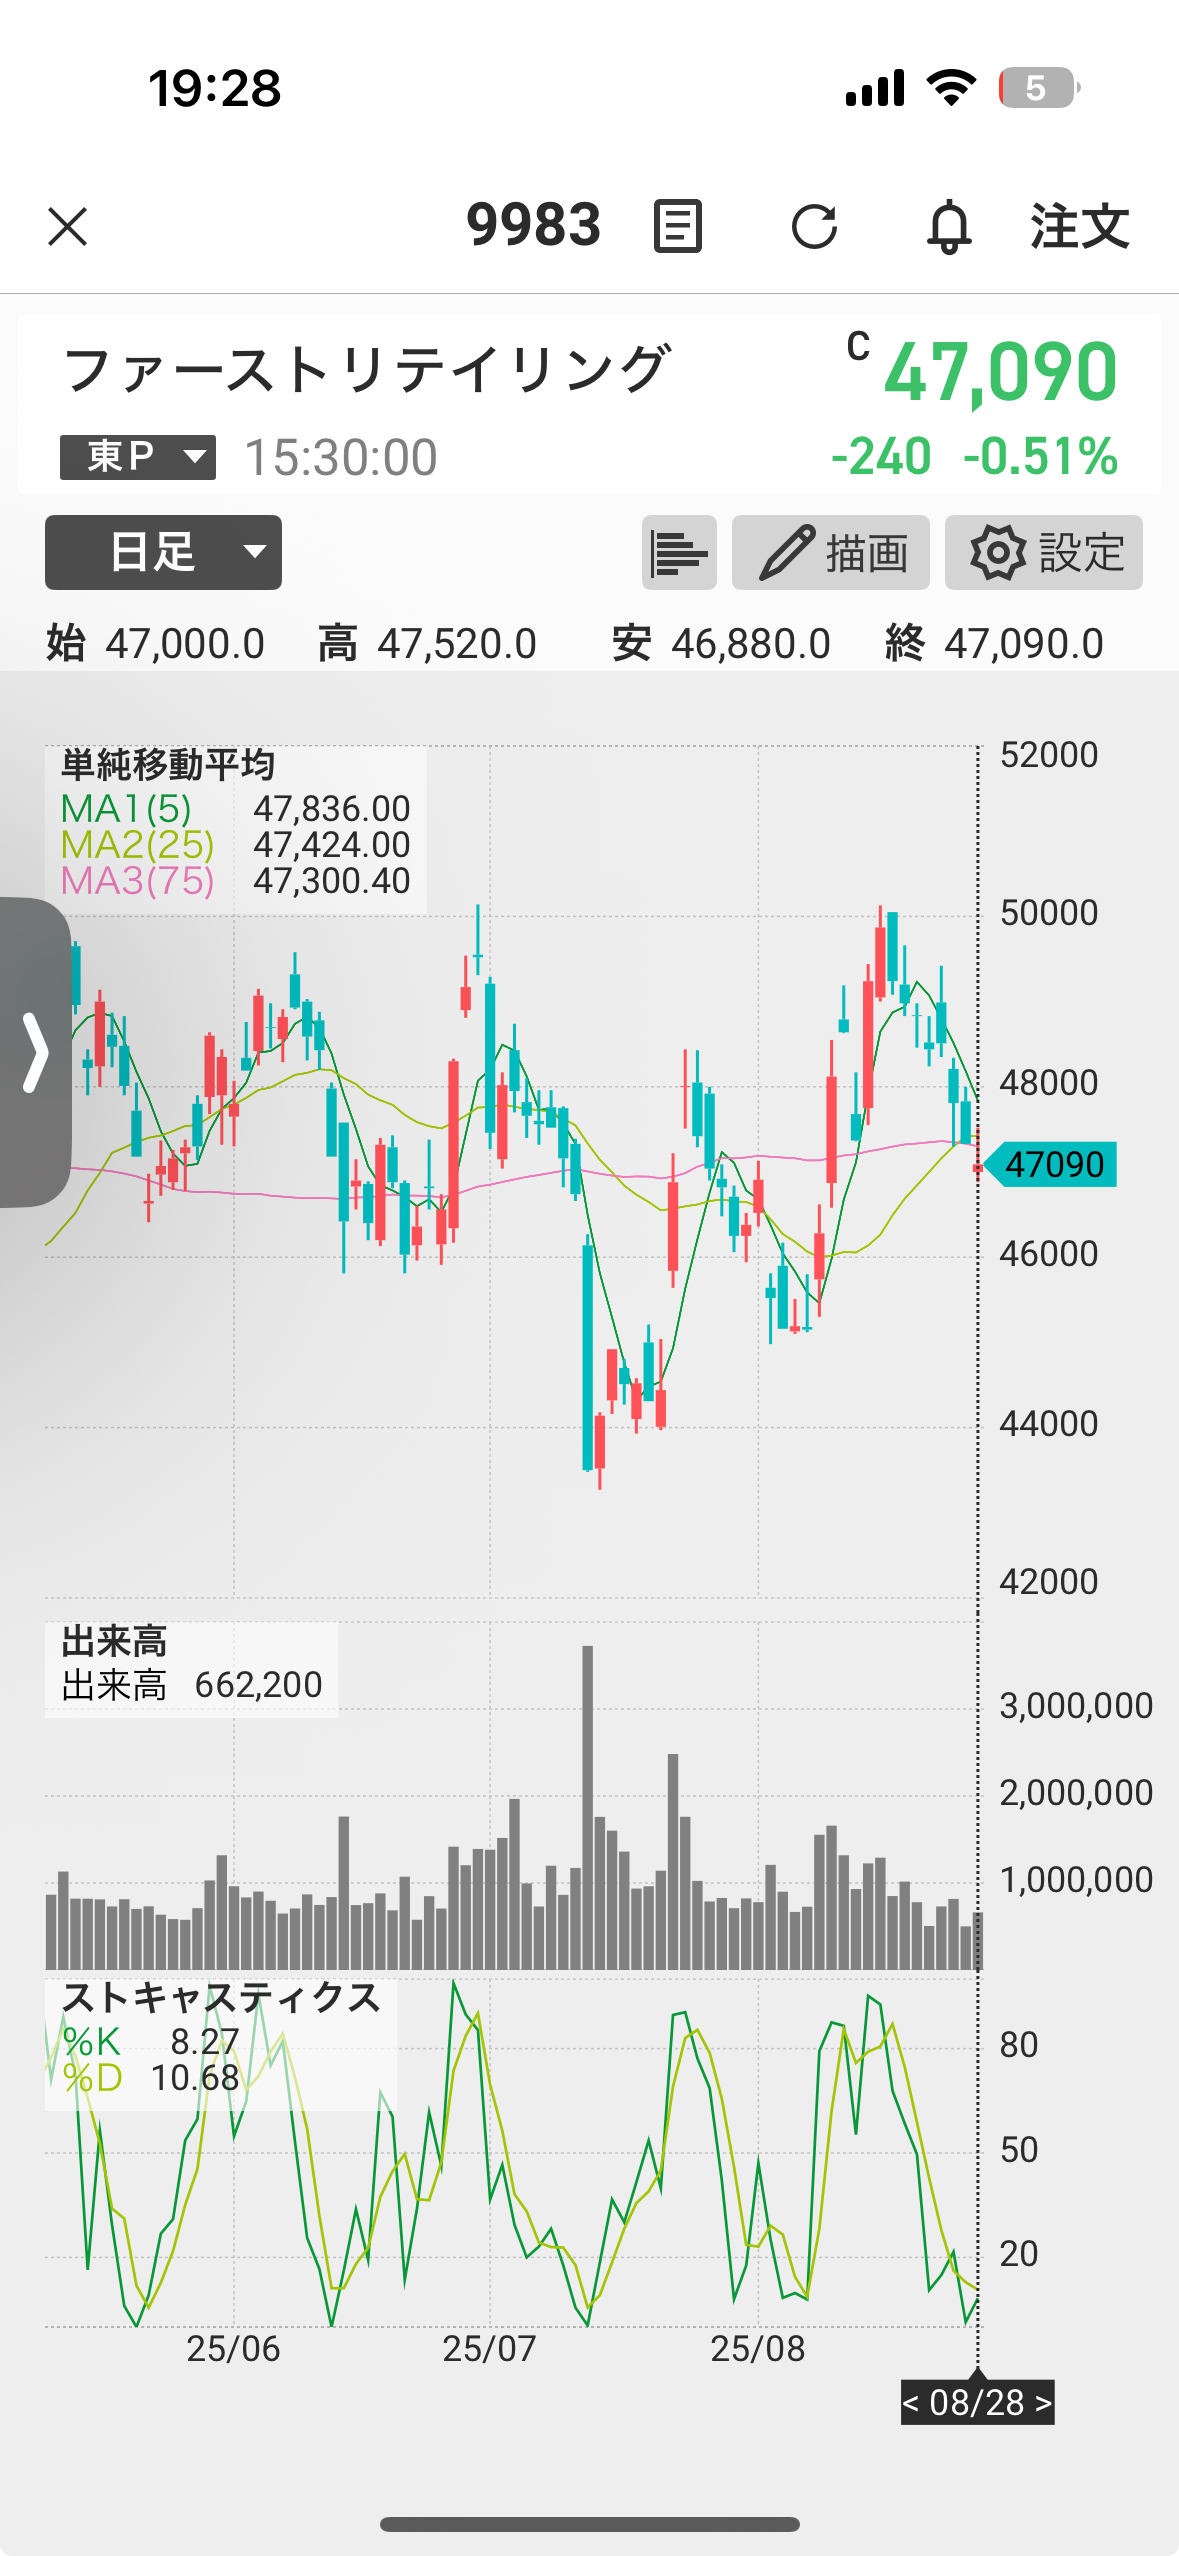 19:28
5
9983 注文
ファーストリテイリング
C 47,090
東P 15:30:00
-240 -0.51%
日足 描画 設定
始 47,000.0 高 47,520.0 安 46,880.0 終 47,090.0
単純移動平均
MA1(5) 47,836.00
MA2(25) 47,424.00
MA3(75) 47,300.40
52000
50000
48000
47090
46000
44000
42000
出来高
出来高 662,200
3,000,000
2,000,000
1,000,000
ストキャスティクス
%K 8.27
%D 10.68
80
50
20
25/06 25/07 25/08
< 08/28 >